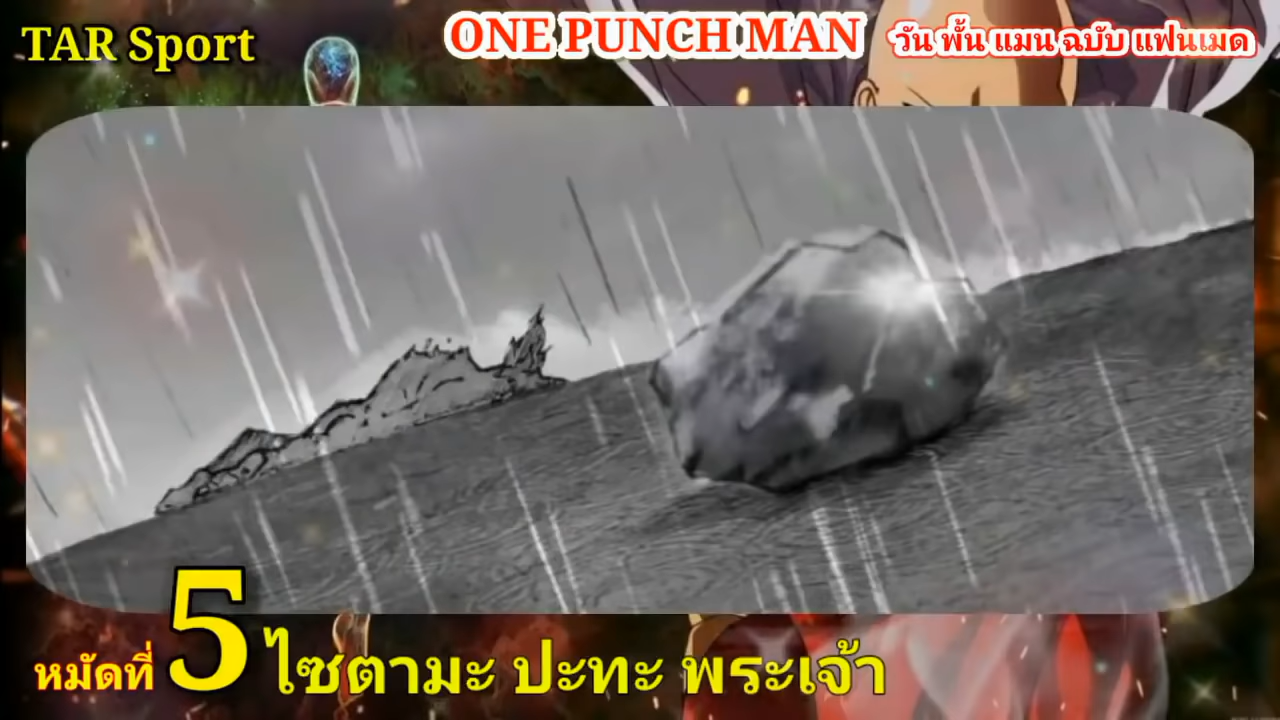 TAR Sport
ONE PUNCH MAN
วัน พั้น แมน ฉบับ แฟนเมด
หมัดที่ 5 ไซตามะ ปะทะ พระเจ้า